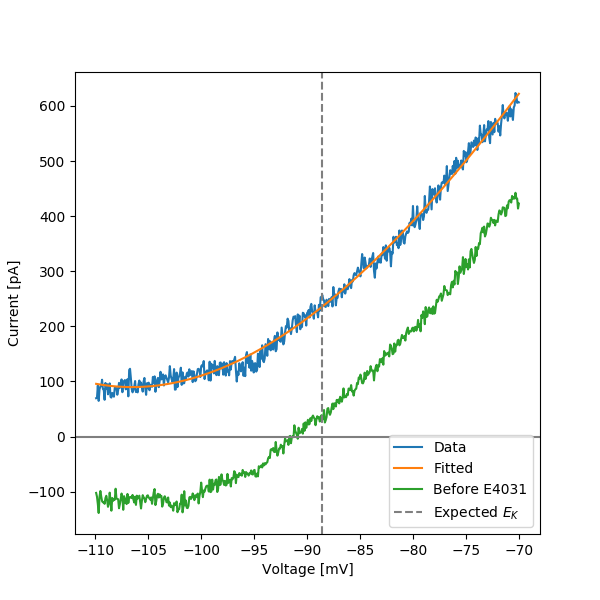 600
500
400
300
200
100
0
−100
Current [pA]
−110
−105
−100
−95
−90
−85
−80
−75
−70
Voltage [mV]
Data
Fitted
Before E4031
Expected E_K